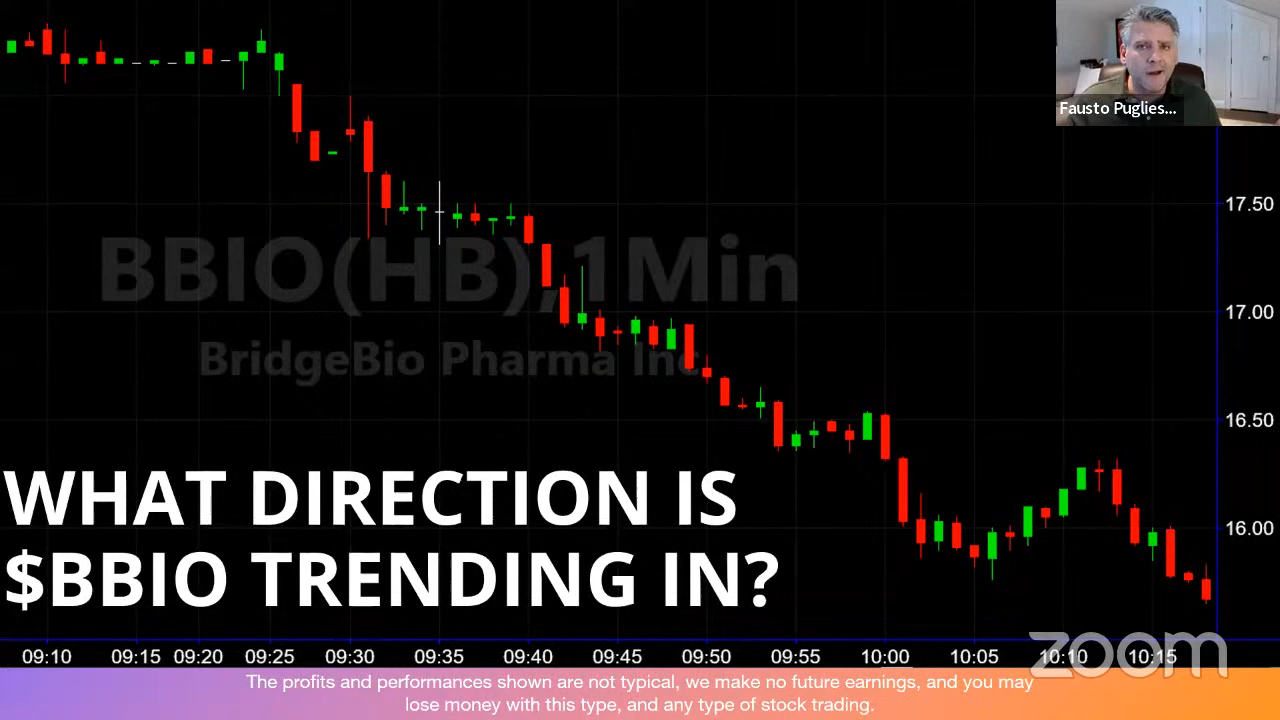 Fausto Puglies...
17.50
BBIO(HB),1Min
17.00
BridgeBio Pharma Inc
16.50
WHAT DIRECTION IS
$BBIO TRENDING IN?
16.00
09:10 09:15 09:20 09:25 09:30 09:35 09:40 09:45 09:50 09:55 10:00 10:05 10:10 10:15
zoom
The profits and performances shown are not typical, we make no future earnings, and you may
lose money with this type, and any type of stock trading.